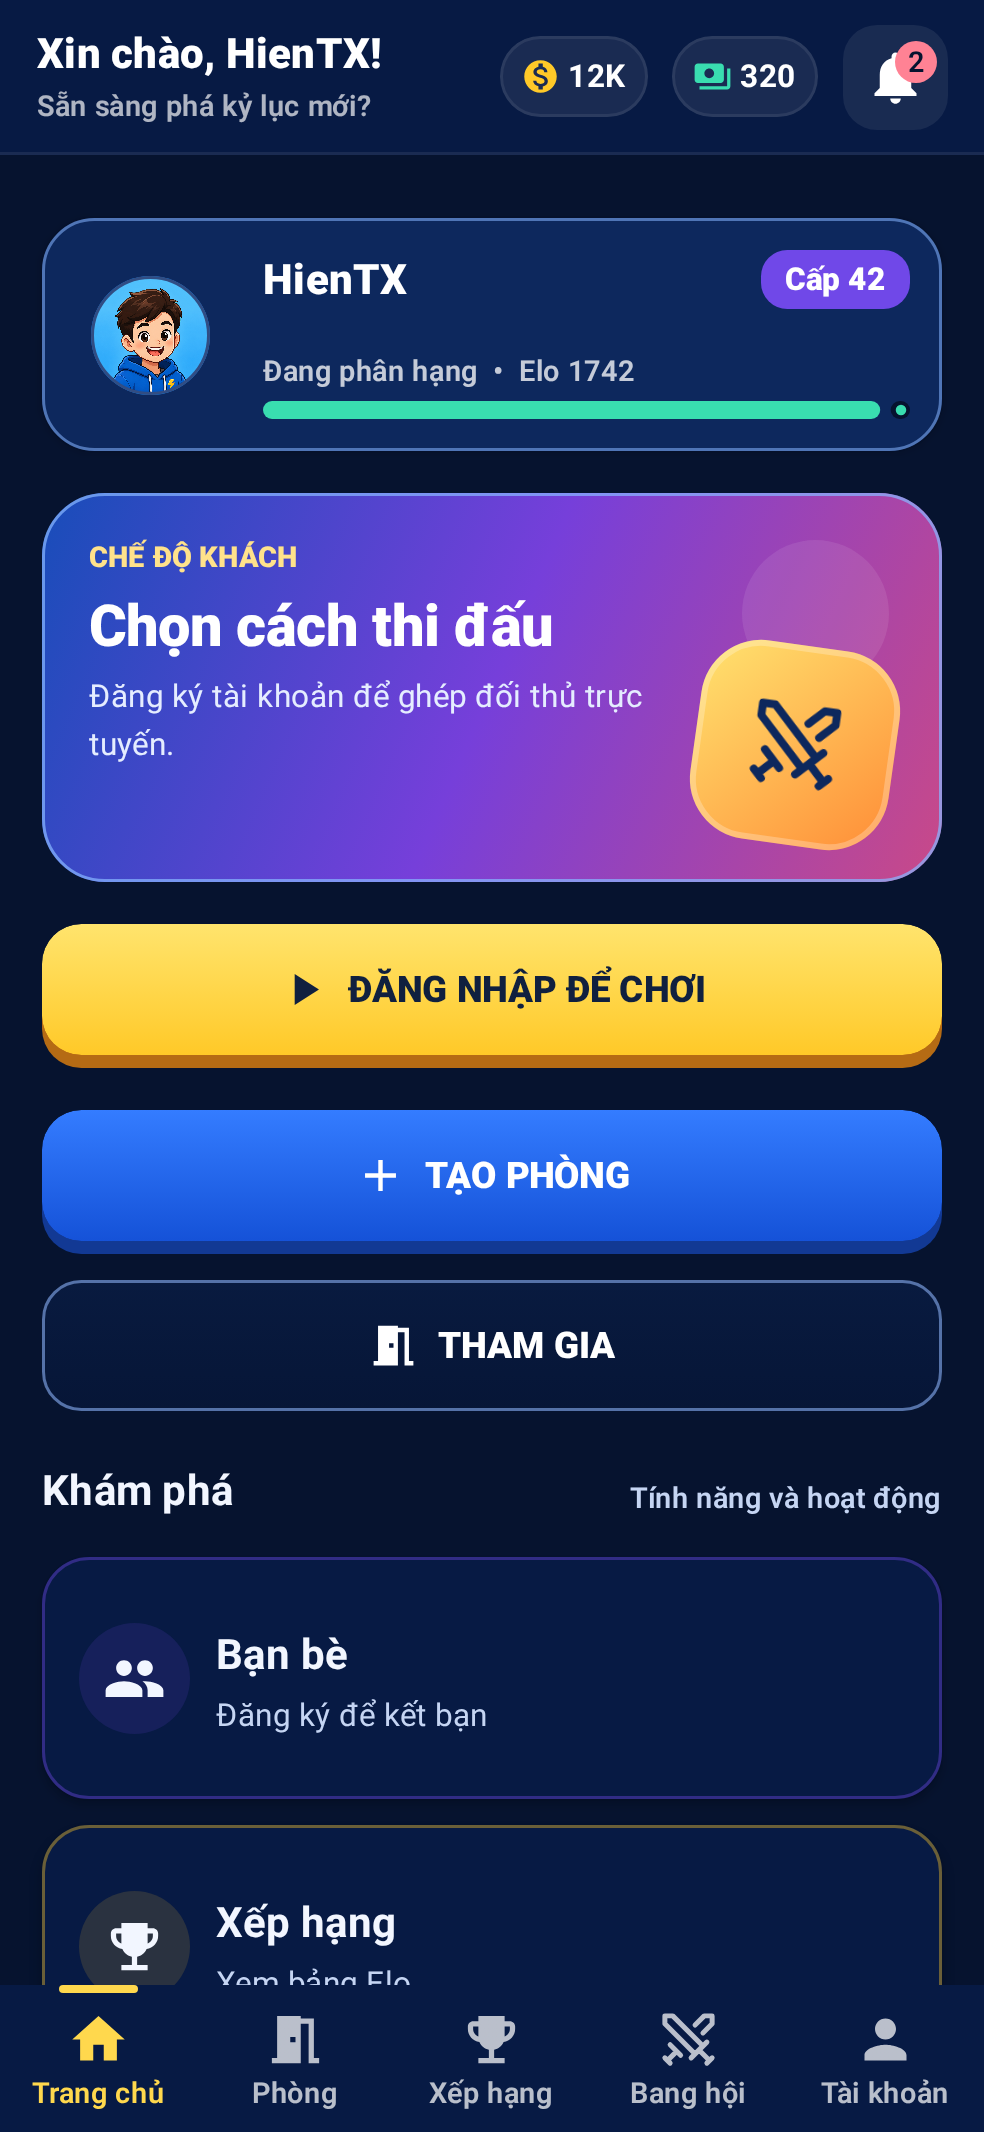 Xin chào, HienTX!
Sẵn sàng phá kỷ lục mới?
12K
320
2
HienTX
Cấp 42
Đang phân hạng • Elo 1742
CHẾ ĐỘ KHÁCH
Chọn cách thi đấu
Đăng ký tài khoản để ghép đối thủ trực
tuyến.
ĐĂNG NHẬP ĐỂ CHƠI
TẠO PHÒNG
THAM GIA
Khám phá
Tính năng và hoạt động
Bạn bè
Đăng ký để kết bạn
Xếp hạng
Xem bảng Elo
Trang chủ
Phòng
Xếp hạng
Bang hội
Tài khoản